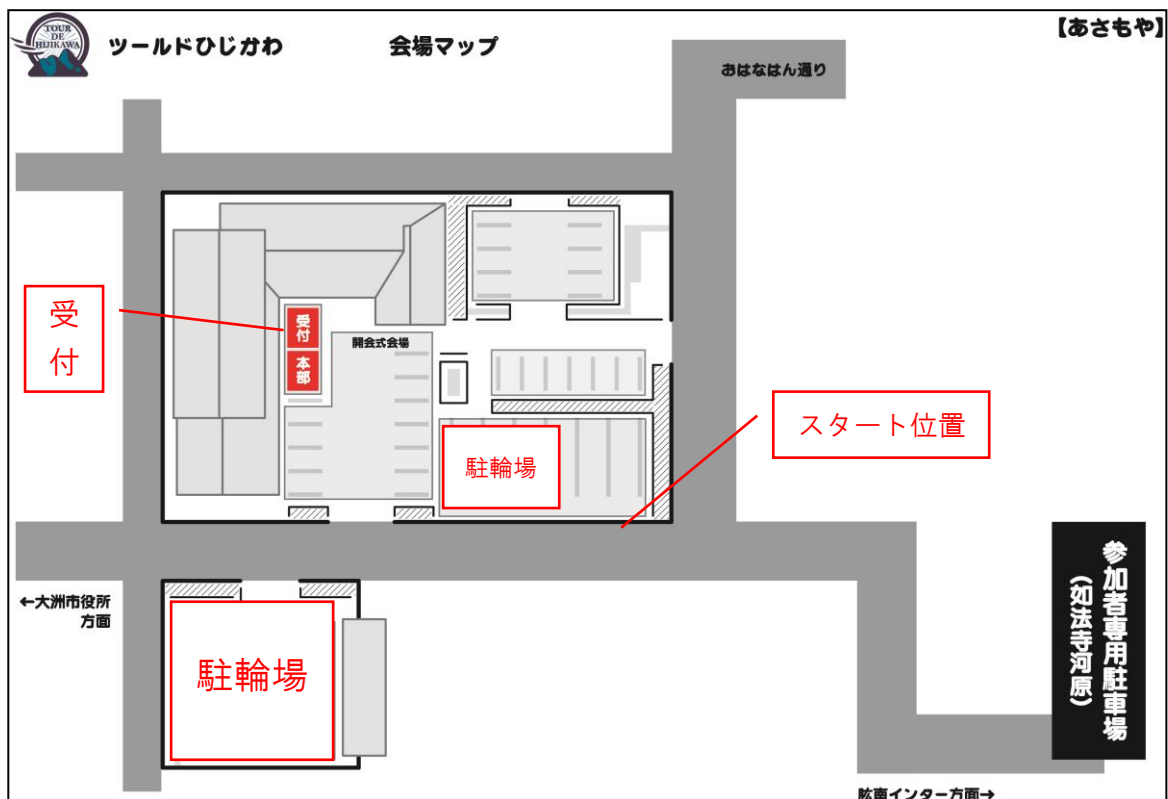 TOUR
DE
HIJIKAWA
ツールドひじかわ
会場マップ
【あさもや】
おはなはん通り
受
付
受付
本部
開会式会場
スタート位置
駐輪場
←大洲市役所
方面
駐輪場
参加者専用駐車場
(如法寺河原)
肱南インター方面→